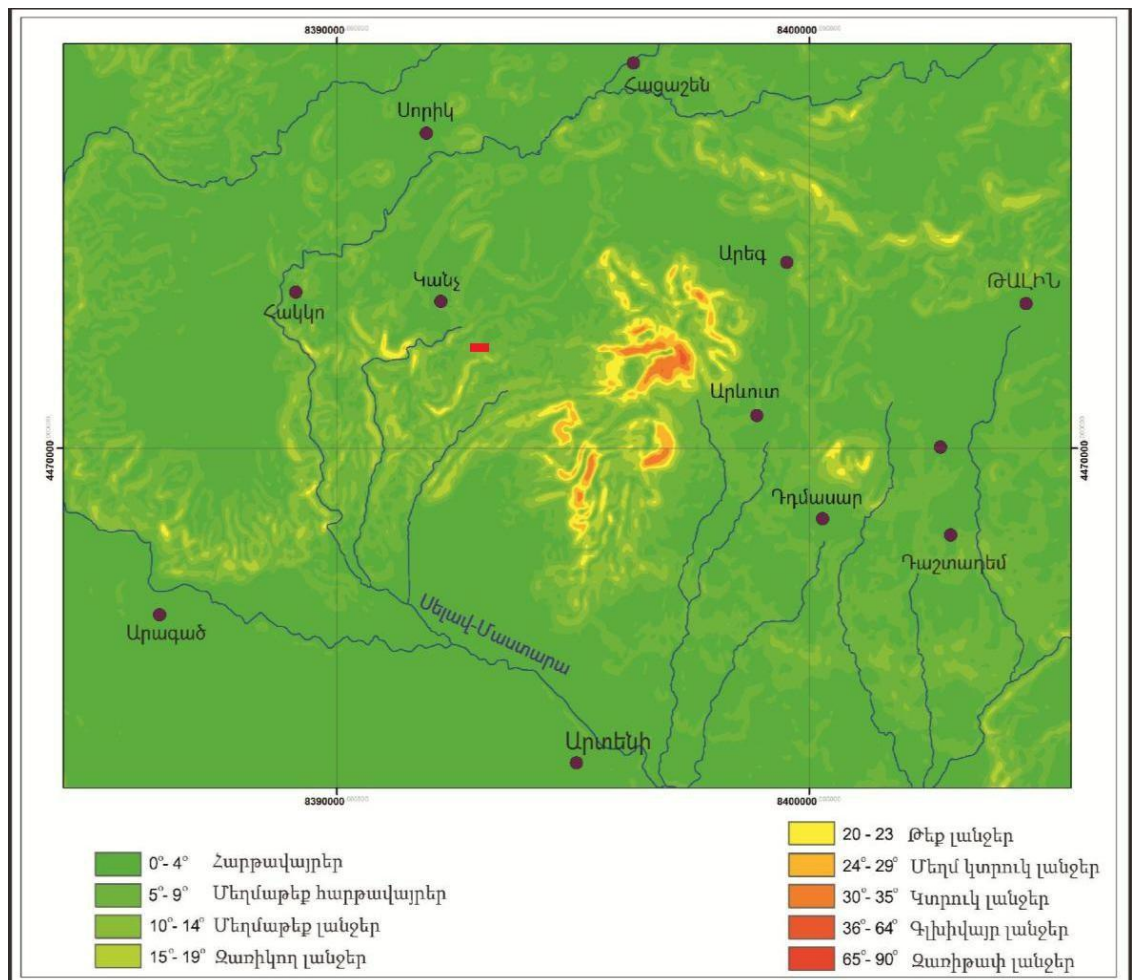 8390000 8400000
Հացաշեն
Սորիկ
Արեգ
ԹԱԼԻՆ
Կանչ
Հակկո
Արևուտ
4470000 4470000
Դդմասար
Դաշտադեմ
Արագած
Սելավ-Մաստարա
Արտենի
8390000 8400000
0°- 4° Հարթավայրեր
5°- 9° Մեղմաթեք հարթավայրեր
10°- 14° Մեղմաթեք լանջեր
15°- 19° Զառիկող լանջեր
20 - 23 Թեք լանջեր
24°- 29° Մեղմ կտրուկ լանջեր
30°- 35° Կտրուկ լանջեր
36°- 64° Գլխիվայր լանջեր
65°- 90° Զառիթափ լանջեր